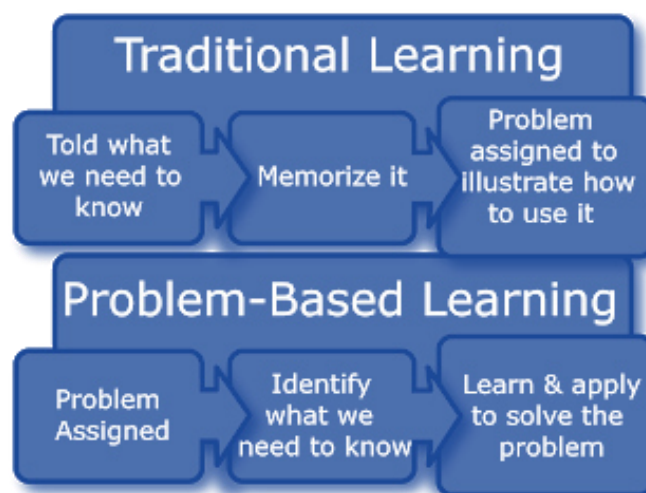 Traditional Learning
Told what
we need to
know
Memorize it
Problem
assigned to
illustrate how
to use it
Problem-Based Learning
Problem
Assigned
Identify
what we
need to know
Learn & apply
to solve the
problem